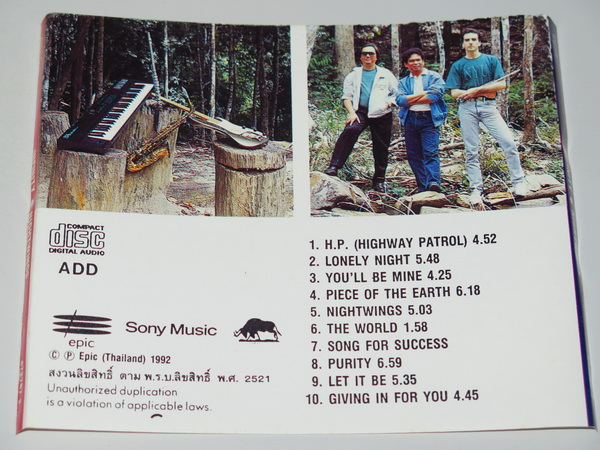 COMPACT
disc
DIGITAL AUDIO
ADD
epic
Sony Music
© ℗ Epic (Thailand) 1992
สงวนลิขสิทธิ์ ตาม พ.ร.บ.ลิขสิทธิ์ พ.ศ. 2521
Unauthorized duplication
is a violation of applicable laws.
1. H.P. (HIGHWAY PATROL) 4.52
2. LONELY NIGHT 5.48
3. YOU'LL BE MINE 4.25
4. PIECE OF THE EARTH 6.18
5. NIGHTWINGS 5.03
6. THE WORLD 1.58
7. SONG FOR SUCCESS
8. PURITY 6.59
9. LET IT BE 5.35
10. GIVING IN FOR YOU 4.45